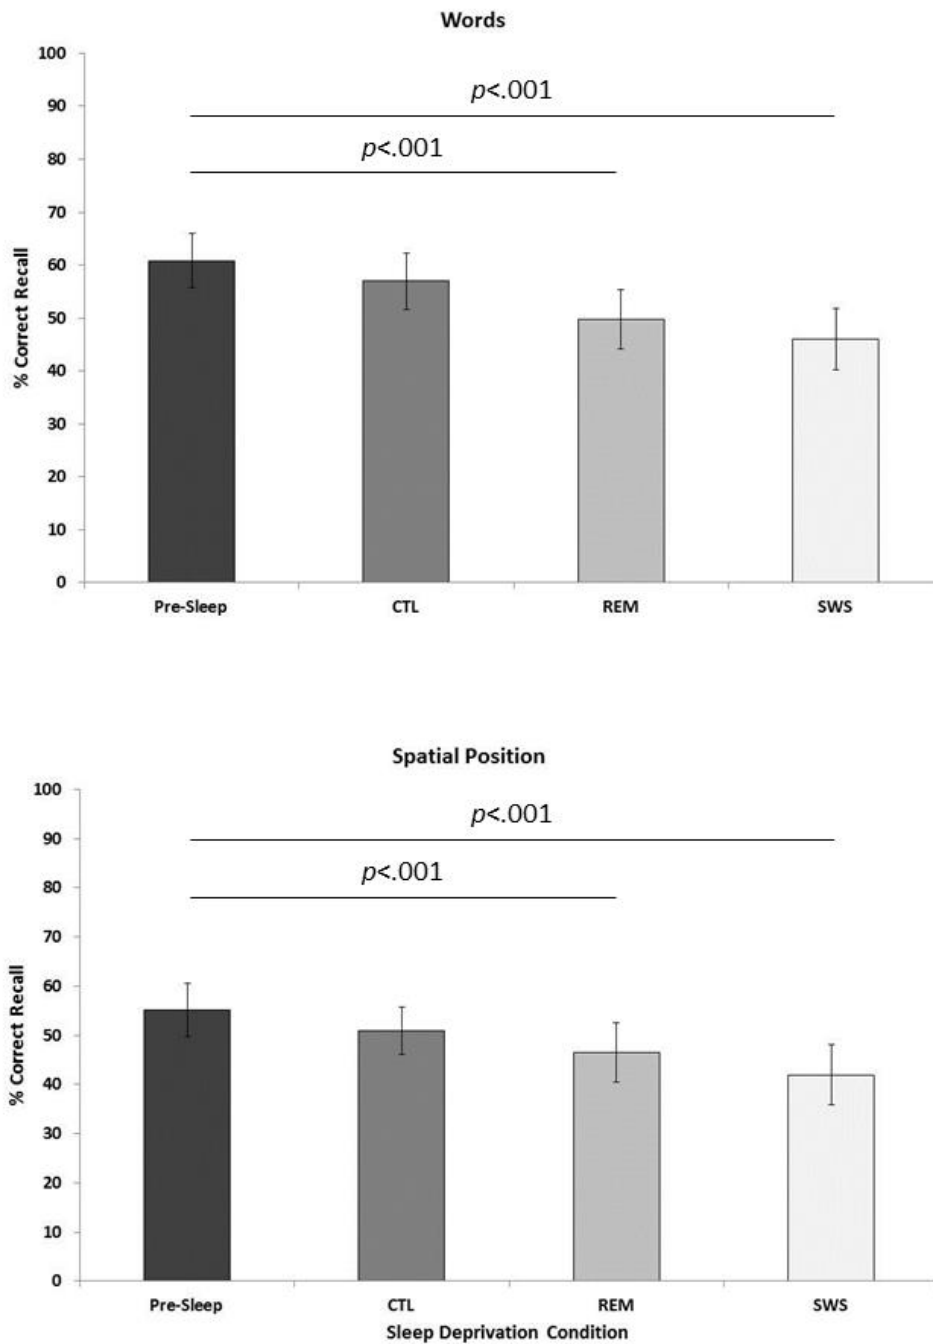 Words
100
90
80
70
60
50
40
30
20
10
0
% Correct Recall
p<.001
p<.001
Pre-Sleep CTL REM SWS
Spatial Position
100
90
80
70
60
50
40
30
20
10
0
% Correct Recall
p<.001
p<.001
Pre-Sleep CTL REM SWS
Sleep Deprivation Condition